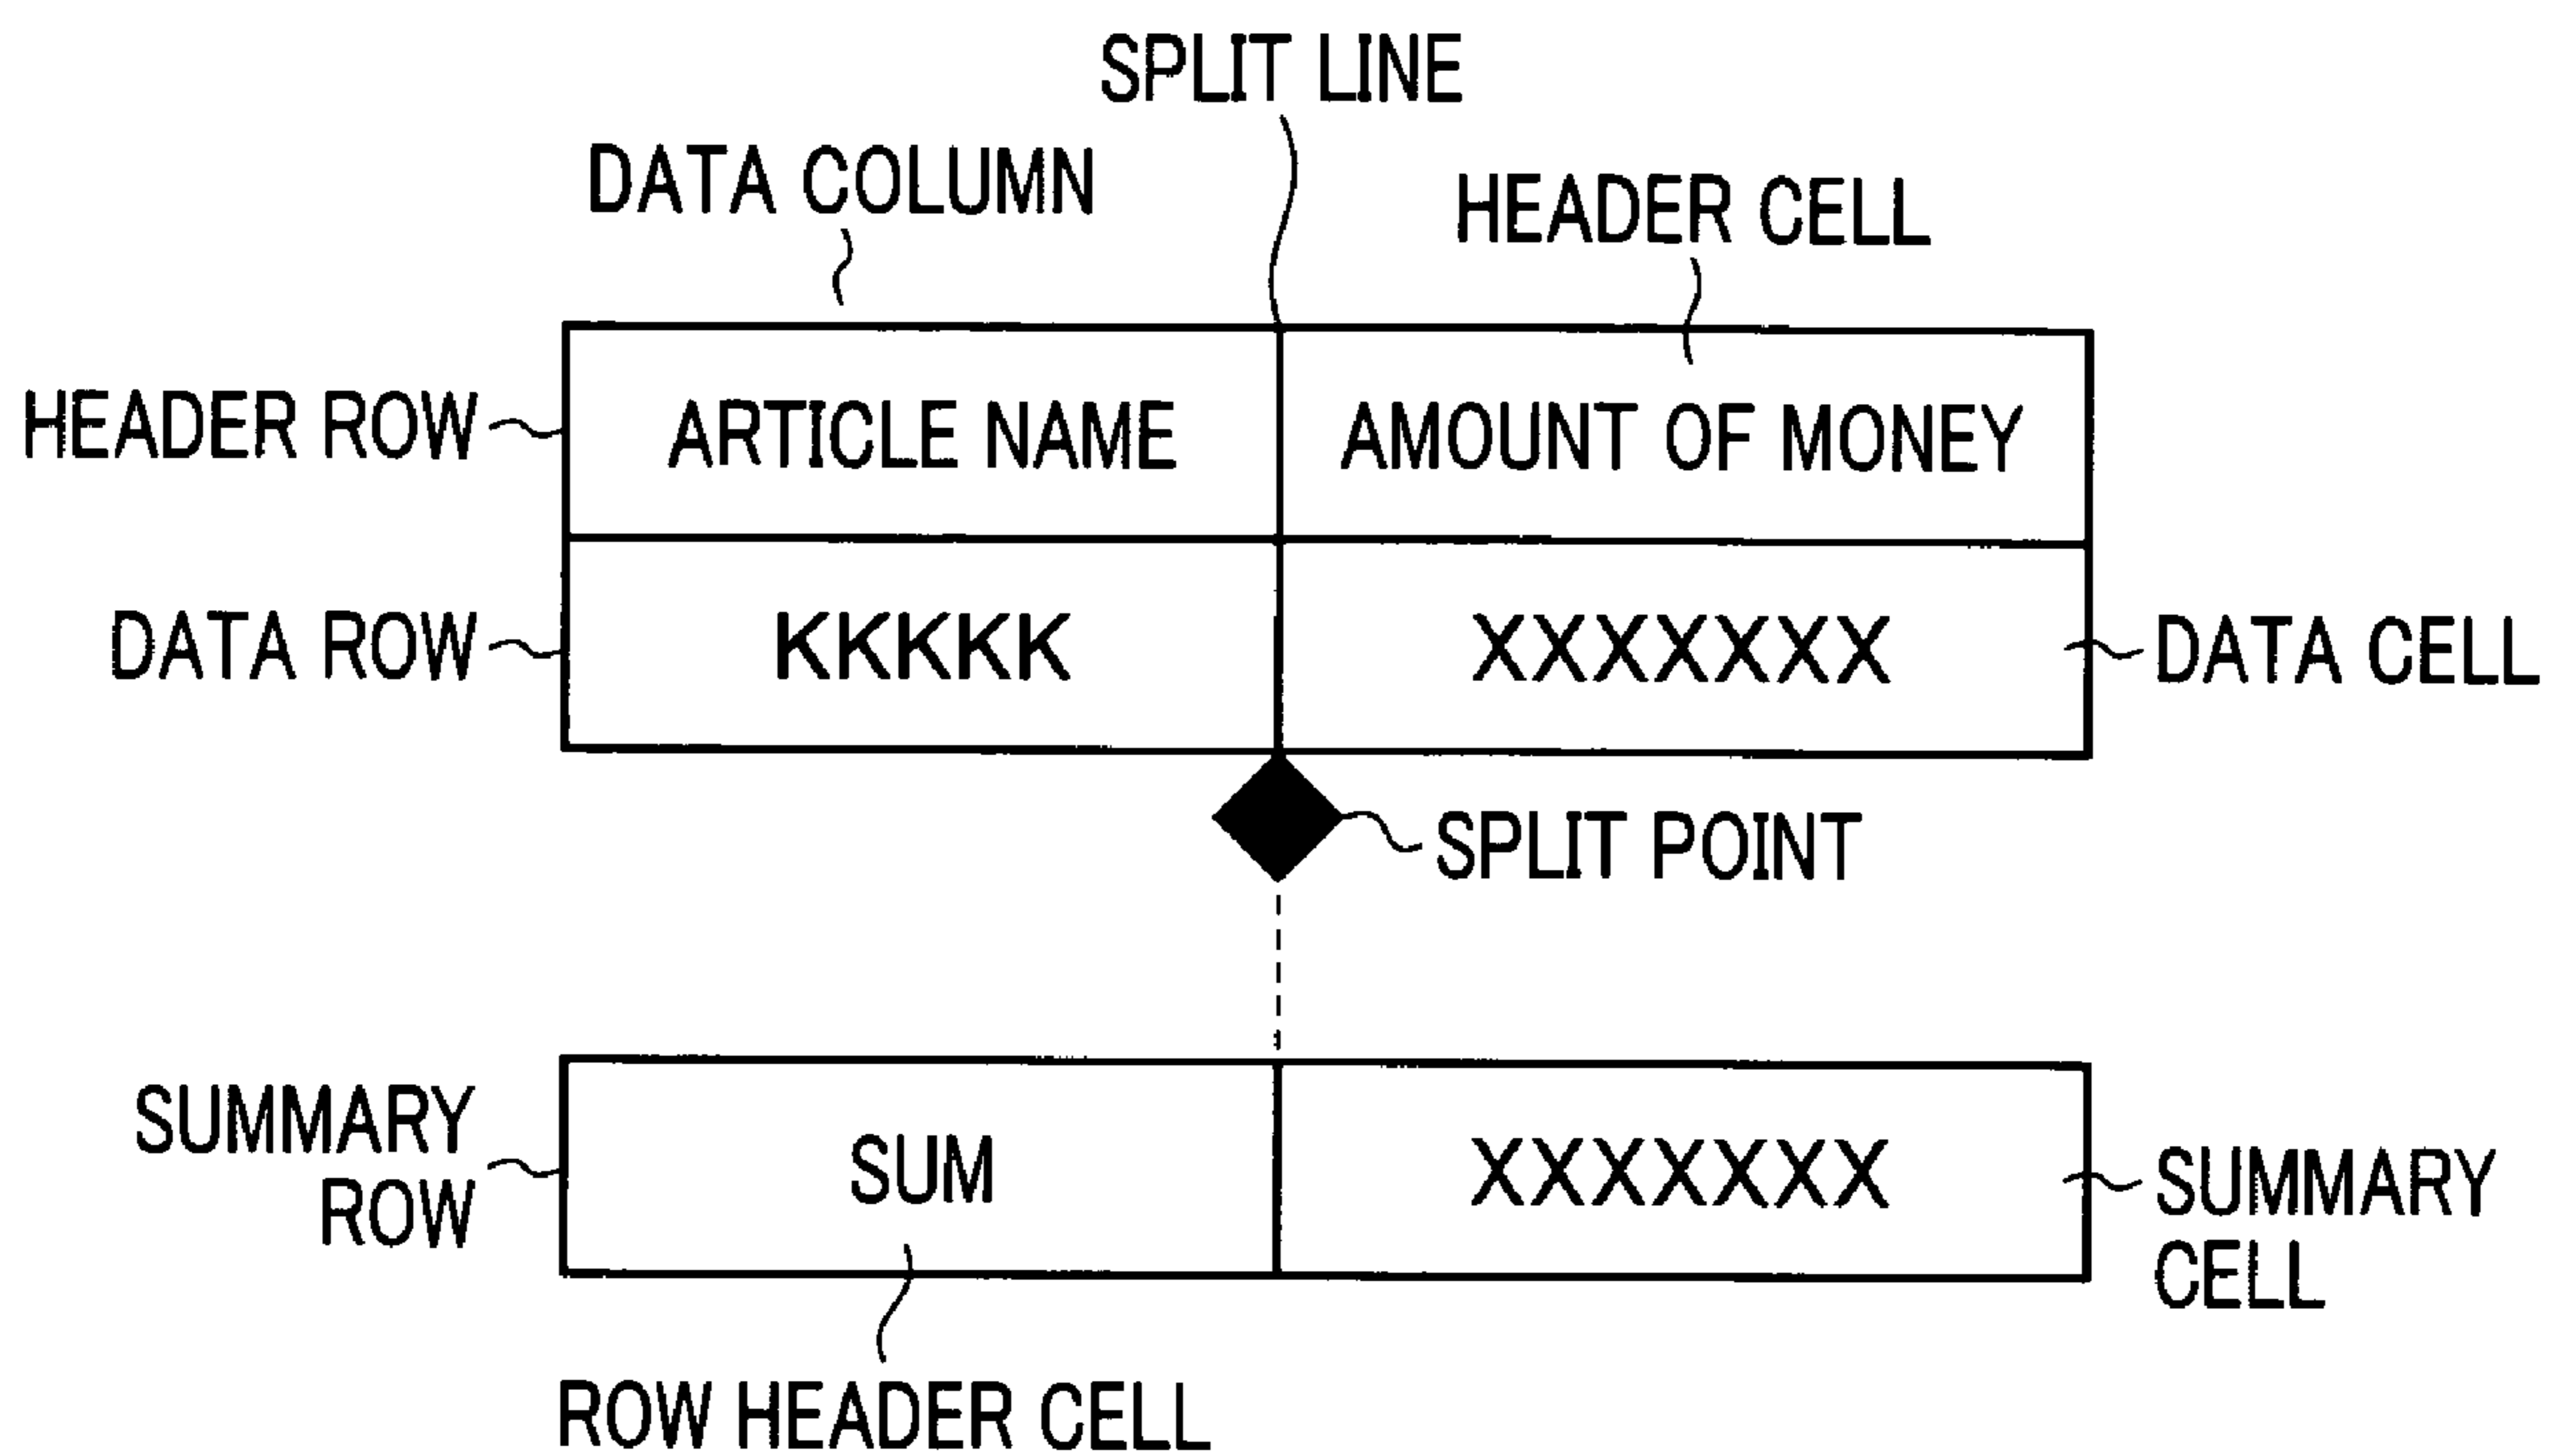 SPLIT LINE
DATA COLUMN
HEADER CELL
HEADER ROW
ARTICLE NAME
AMOUNT OF MONEY
DATA ROW
KKKKK
XXXXXXX
DATA CELL
SPLIT POINT
SUMMARY
ROW
SUM
XXXXXXX
SUMMARY
CELL
ROW HEADER CELL